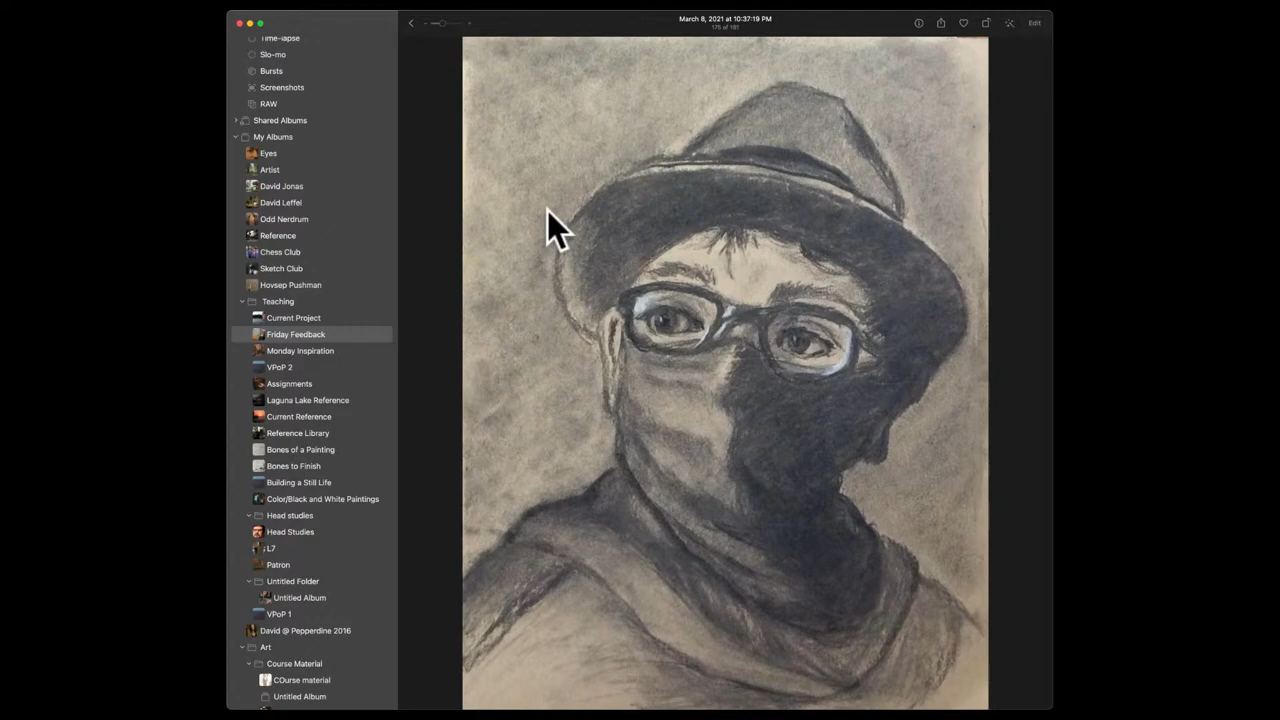 March 8, 2021 at 10:37:19 PM
175 of 181
Edit
Time-lapse
Slo-mo
Bursts
Screenshots
RAW
Shared Albums
My Albums
Eyes
Artist
David Jonas
David Leffel
Odd Nerdrum
Reference
Chess Club
Sketch Club
Hovsep Pushman
Teaching
Current Project
Friday Feedback
Monday Inspiration
VPoP 2
Assignments
Laguna Lake Reference
Current Reference
Reference Library
Bones of a Painting
Bones to Finish
Building a Still Life
Color/Black and White Paintings
Head studies
Head Studies
L7
Patron
Untitled Folder
Untitled Album
VPoP 1
David @ Pepperdine 2016
Art
Course Material
COurse material
Untitled Album